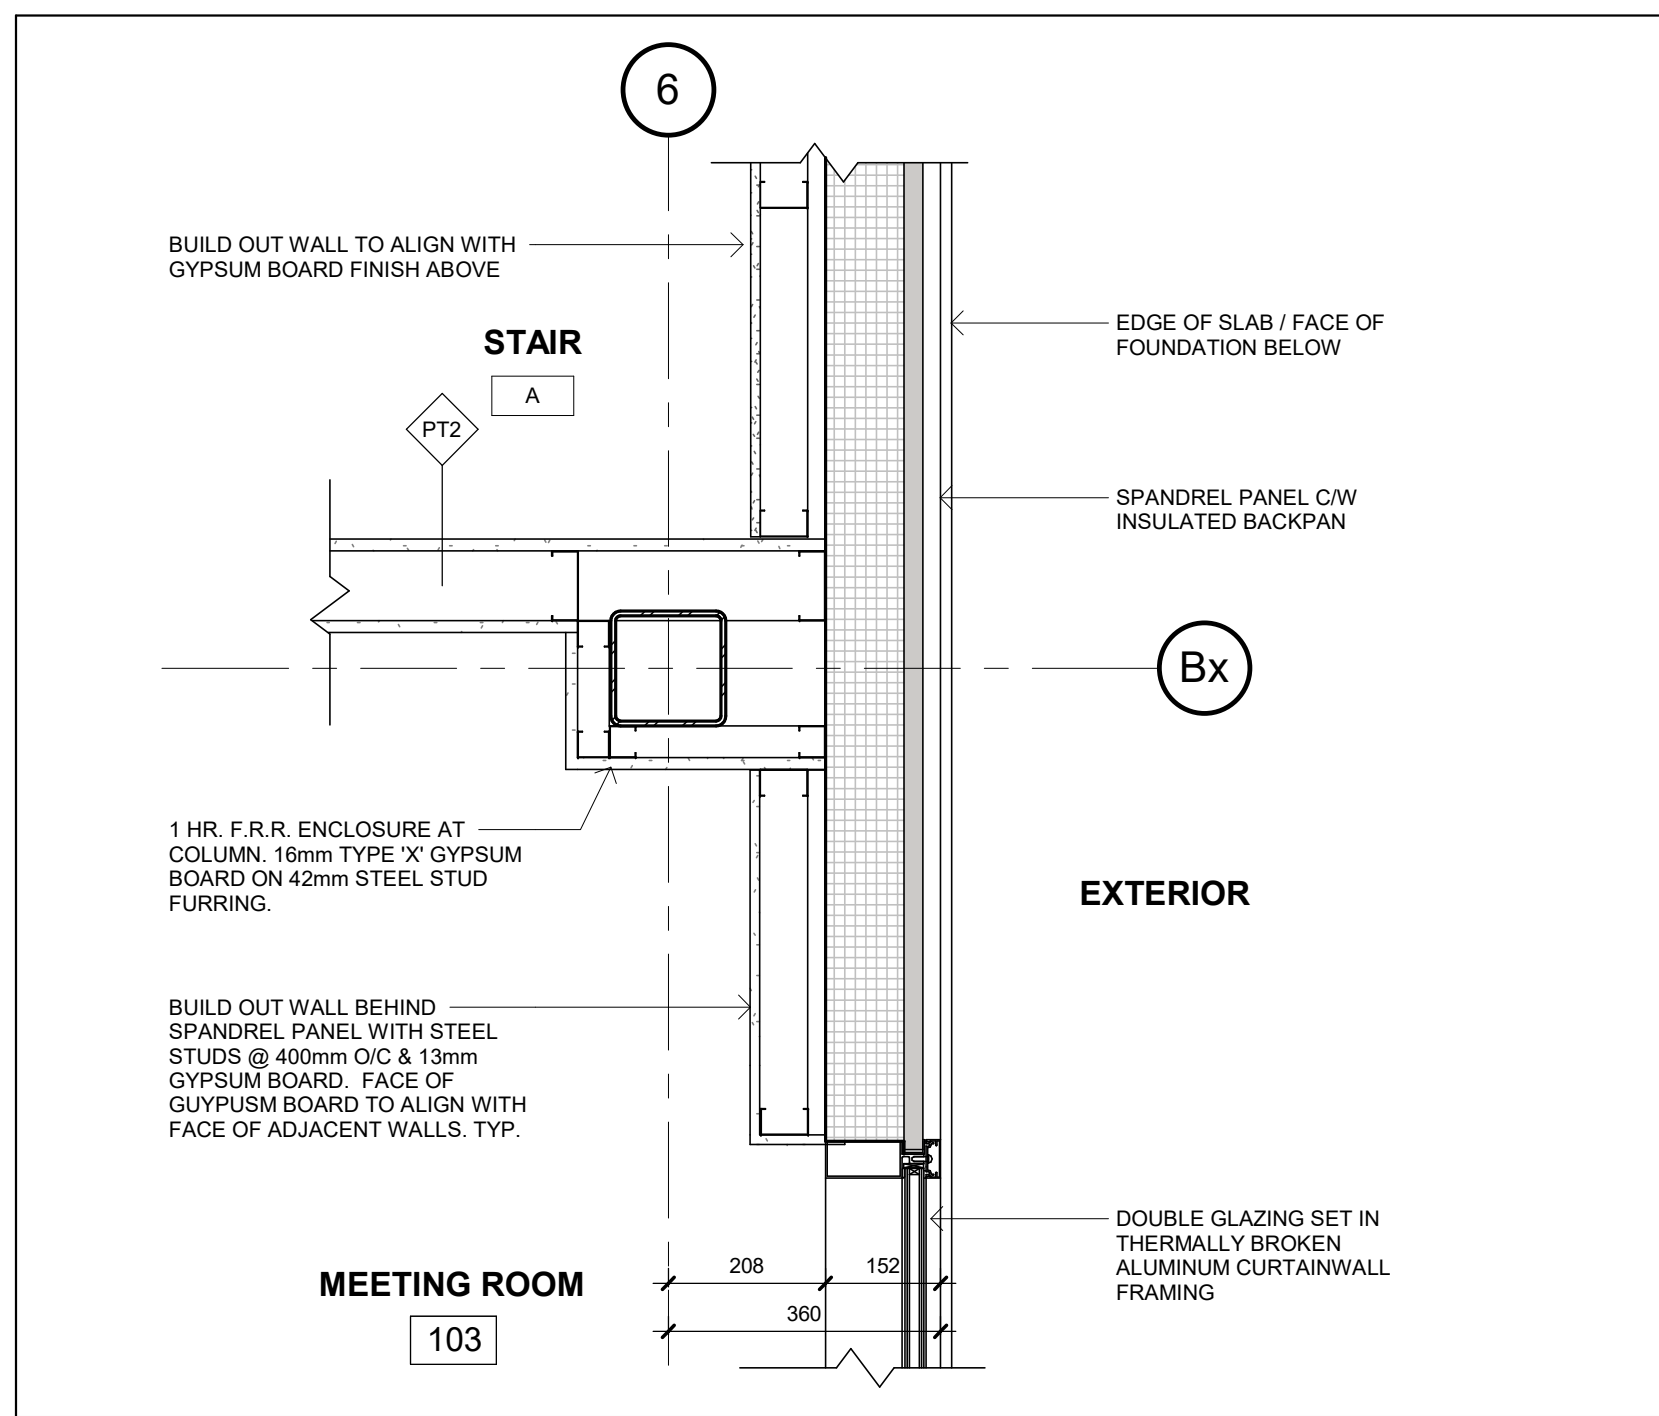 6
BUILD OUT WALL TO ALIGN WITH
GYPSUM BOARD FINISH ABOVE
EDGE OF SLAB / FACE OF
FOUNDATION BELOW
STAIR
A
PT2
SPANDREL PANEL C/W
INSULATED BACKPAN
Bx
1 HR. F.R.R. ENCLOSURE AT
COLUMN. 16mm TYPE 'X' GYPSUM
BOARD ON 42mm STEEL STUD
FURRING.
EXTERIOR
BUILD OUT WALL BEHIND
SPANDREL PANEL WITH STEEL
STUDS @ 400mm O/C & 13mm
GYPSUM BOARD. FACE OF
GUYPUSM BOARD TO ALIGN WITH
FACE OF ADJACENT WALLS. TYP.
DOUBLE GLAZING SET IN
THERMALLY BROKEN
ALUMINUM CURTAINWALL
FRAMING
208
152
360
MEETING ROOM
103